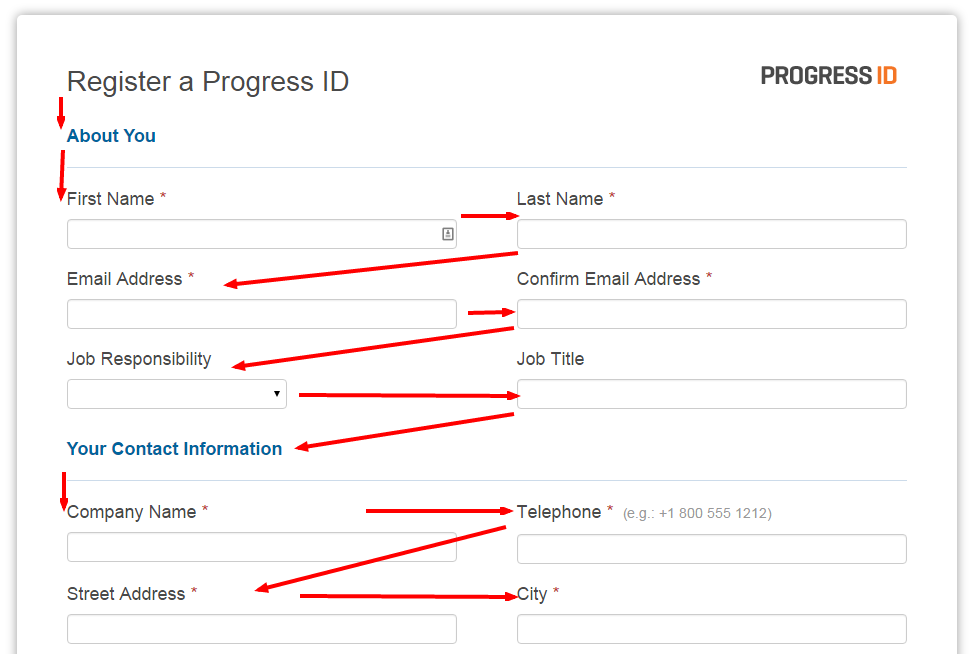 Register a Progress ID
PROGRESS ID
About You
First Name *
Last Name *
Email Address *
Confirm Email Address *
Job Responsibility
Job Title
Your Contact Information
Company Name *
Telephone * (e.g.: +1 800 555 1212)
Street Address *
City *